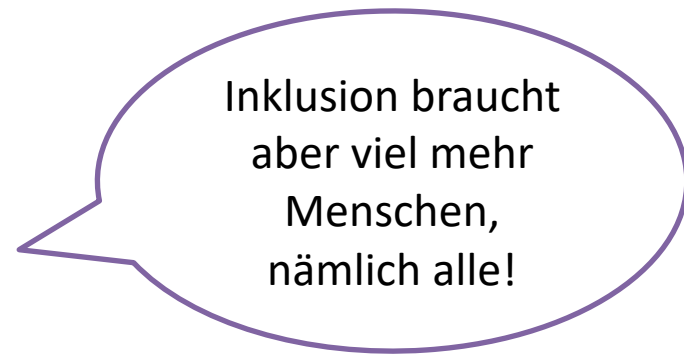 Inklusion braucht
aber viel mehr
Menschen,
nämlich alle!